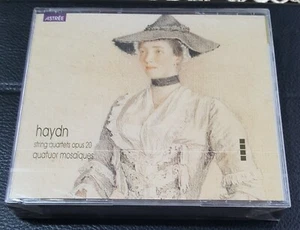 ASTRÉE
haydn
string quartets opus 20
quatuor mosaïques